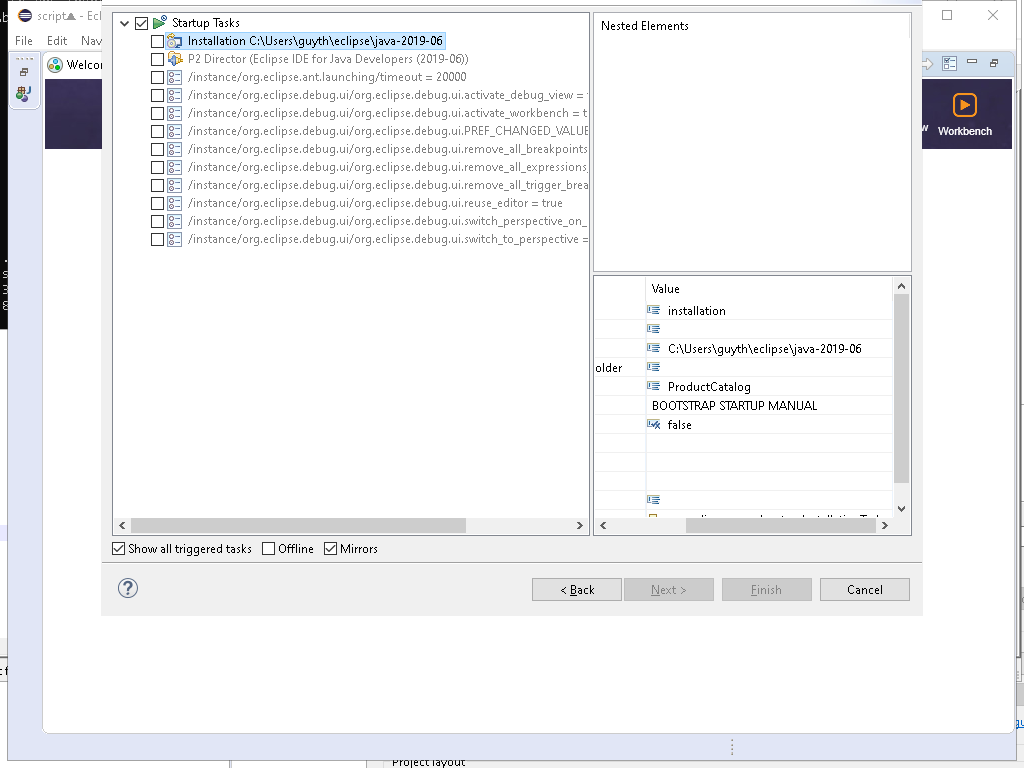 script - Ecl
File Edit Nav
Welcor
Startup Tasks
Installation C:\Users\guyth\eclipse\java-2019-06
P2 Director (Eclipse IDE for Java Developers (2019-06))
/instance/org.eclipse.ant.launching/timeout = 20000
/instance/org.eclipse.debug.ui/org.eclipse.debug.ui.activate_debug_view =
/instance/org.eclipse.debug.ui/org.eclipse.debug.ui.activate_workbench = t
/instance/org.eclipse.debug.ui/org.eclipse.debug.ui.PREF_CHANGED_VALUE
/instance/org.eclipse.debug.ui/org.eclipse.debug.ui.remove_all_breakpoints
/instance/org.eclipse.debug.ui/org.eclipse.debug.ui.remove_all_expressions
/instance/org.eclipse.debug.ui/org.eclipse.debug.ui.remove_all_trigger_brea
/instance/org.eclipse.debug.ui/org.eclipse.debug.ui.reuse_editor = true
/instance/org.eclipse.debug.ui/org.eclipse.debug.ui.switch_perspective_on_
/instance/org.eclipse.debug.ui/org.eclipse.debug.ui.switch_to_perspective =
Nested Elements
w Workbench
Value
installation
C:\Users\guyth\eclipse\java-2019-06
older
ProductCatalog
BOOTSTRAP STARTUP MANUAL
false
Show all triggered tasks Offline Mirrors
? < Back Next > Finish Cancel
Project layout